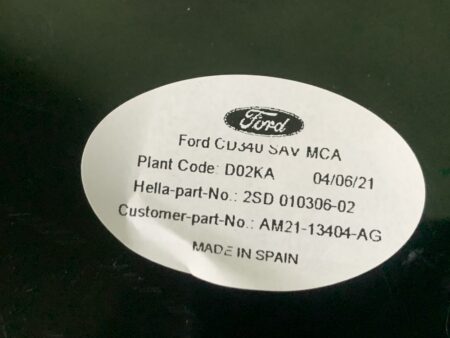 Ford
Ford CD340 SAV MCA
Plant Code: D02KA 04/06/21
Hella-part-No.: 2SD 010306-02
Customer-part-No.: AM21-13404-AG
MADE IN SPAIN